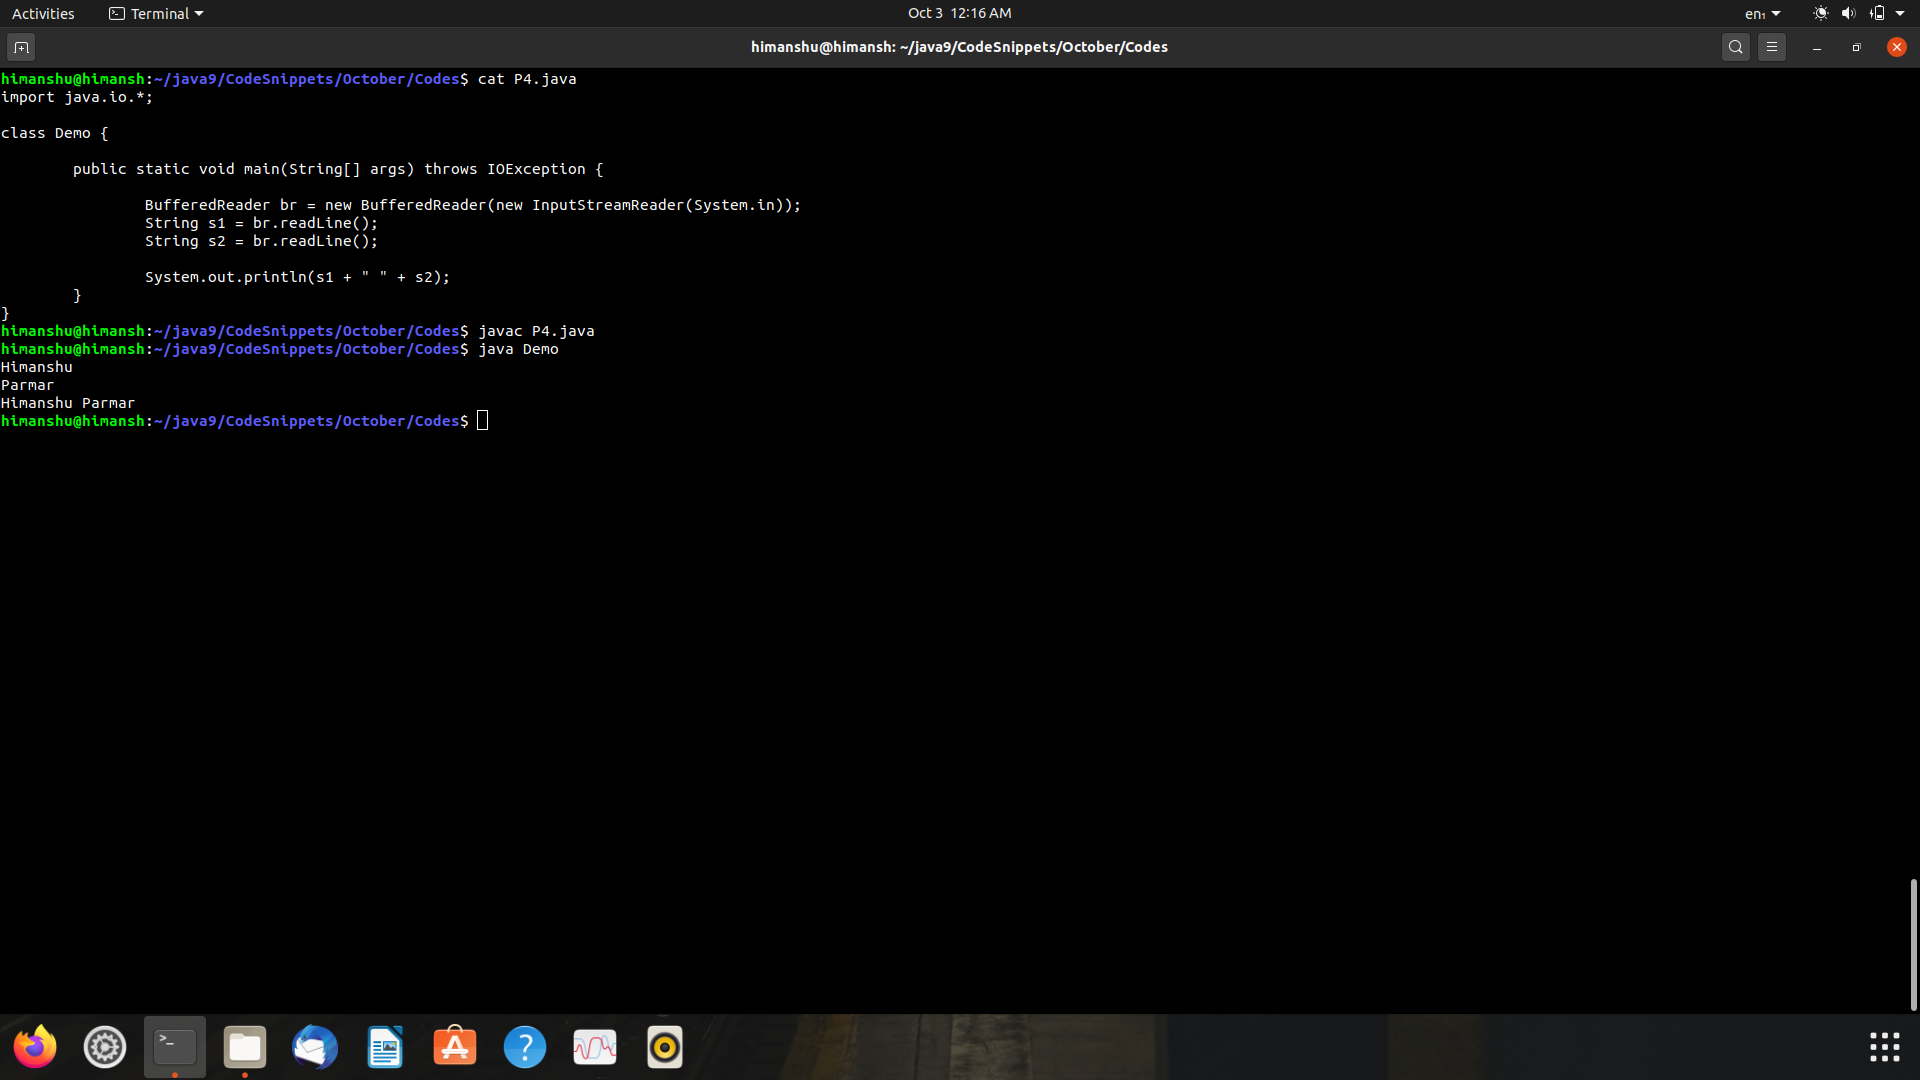 Activities Terminal Oct 3 12:16 AM en₁
himanshu@himansh: ~/java9/CodeSnippets/October/Codes
himanshu@himansh:~/java9/CodeSnippets/October/Codes$ cat P4.java
import java.io.*;
class Demo {
public static void main(String[] args) throws IOException {
BufferedReader br = new BufferedReader(new InputStreamReader(System.in));
String s1 = br.readLine();
String s2 = br.readLine();
System.out.println(s1 + " " + s2);
}
}
himanshu@himansh:~/java9/CodeSnippets/October/Codes$ javac P4.java
himanshu@himansh:~/java9/CodeSnippets/October/Codes$ java Demo
Himanshu
Parmar
Himanshu Parmar
himanshu@himansh:~/java9/CodeSnippets/October/Codes$